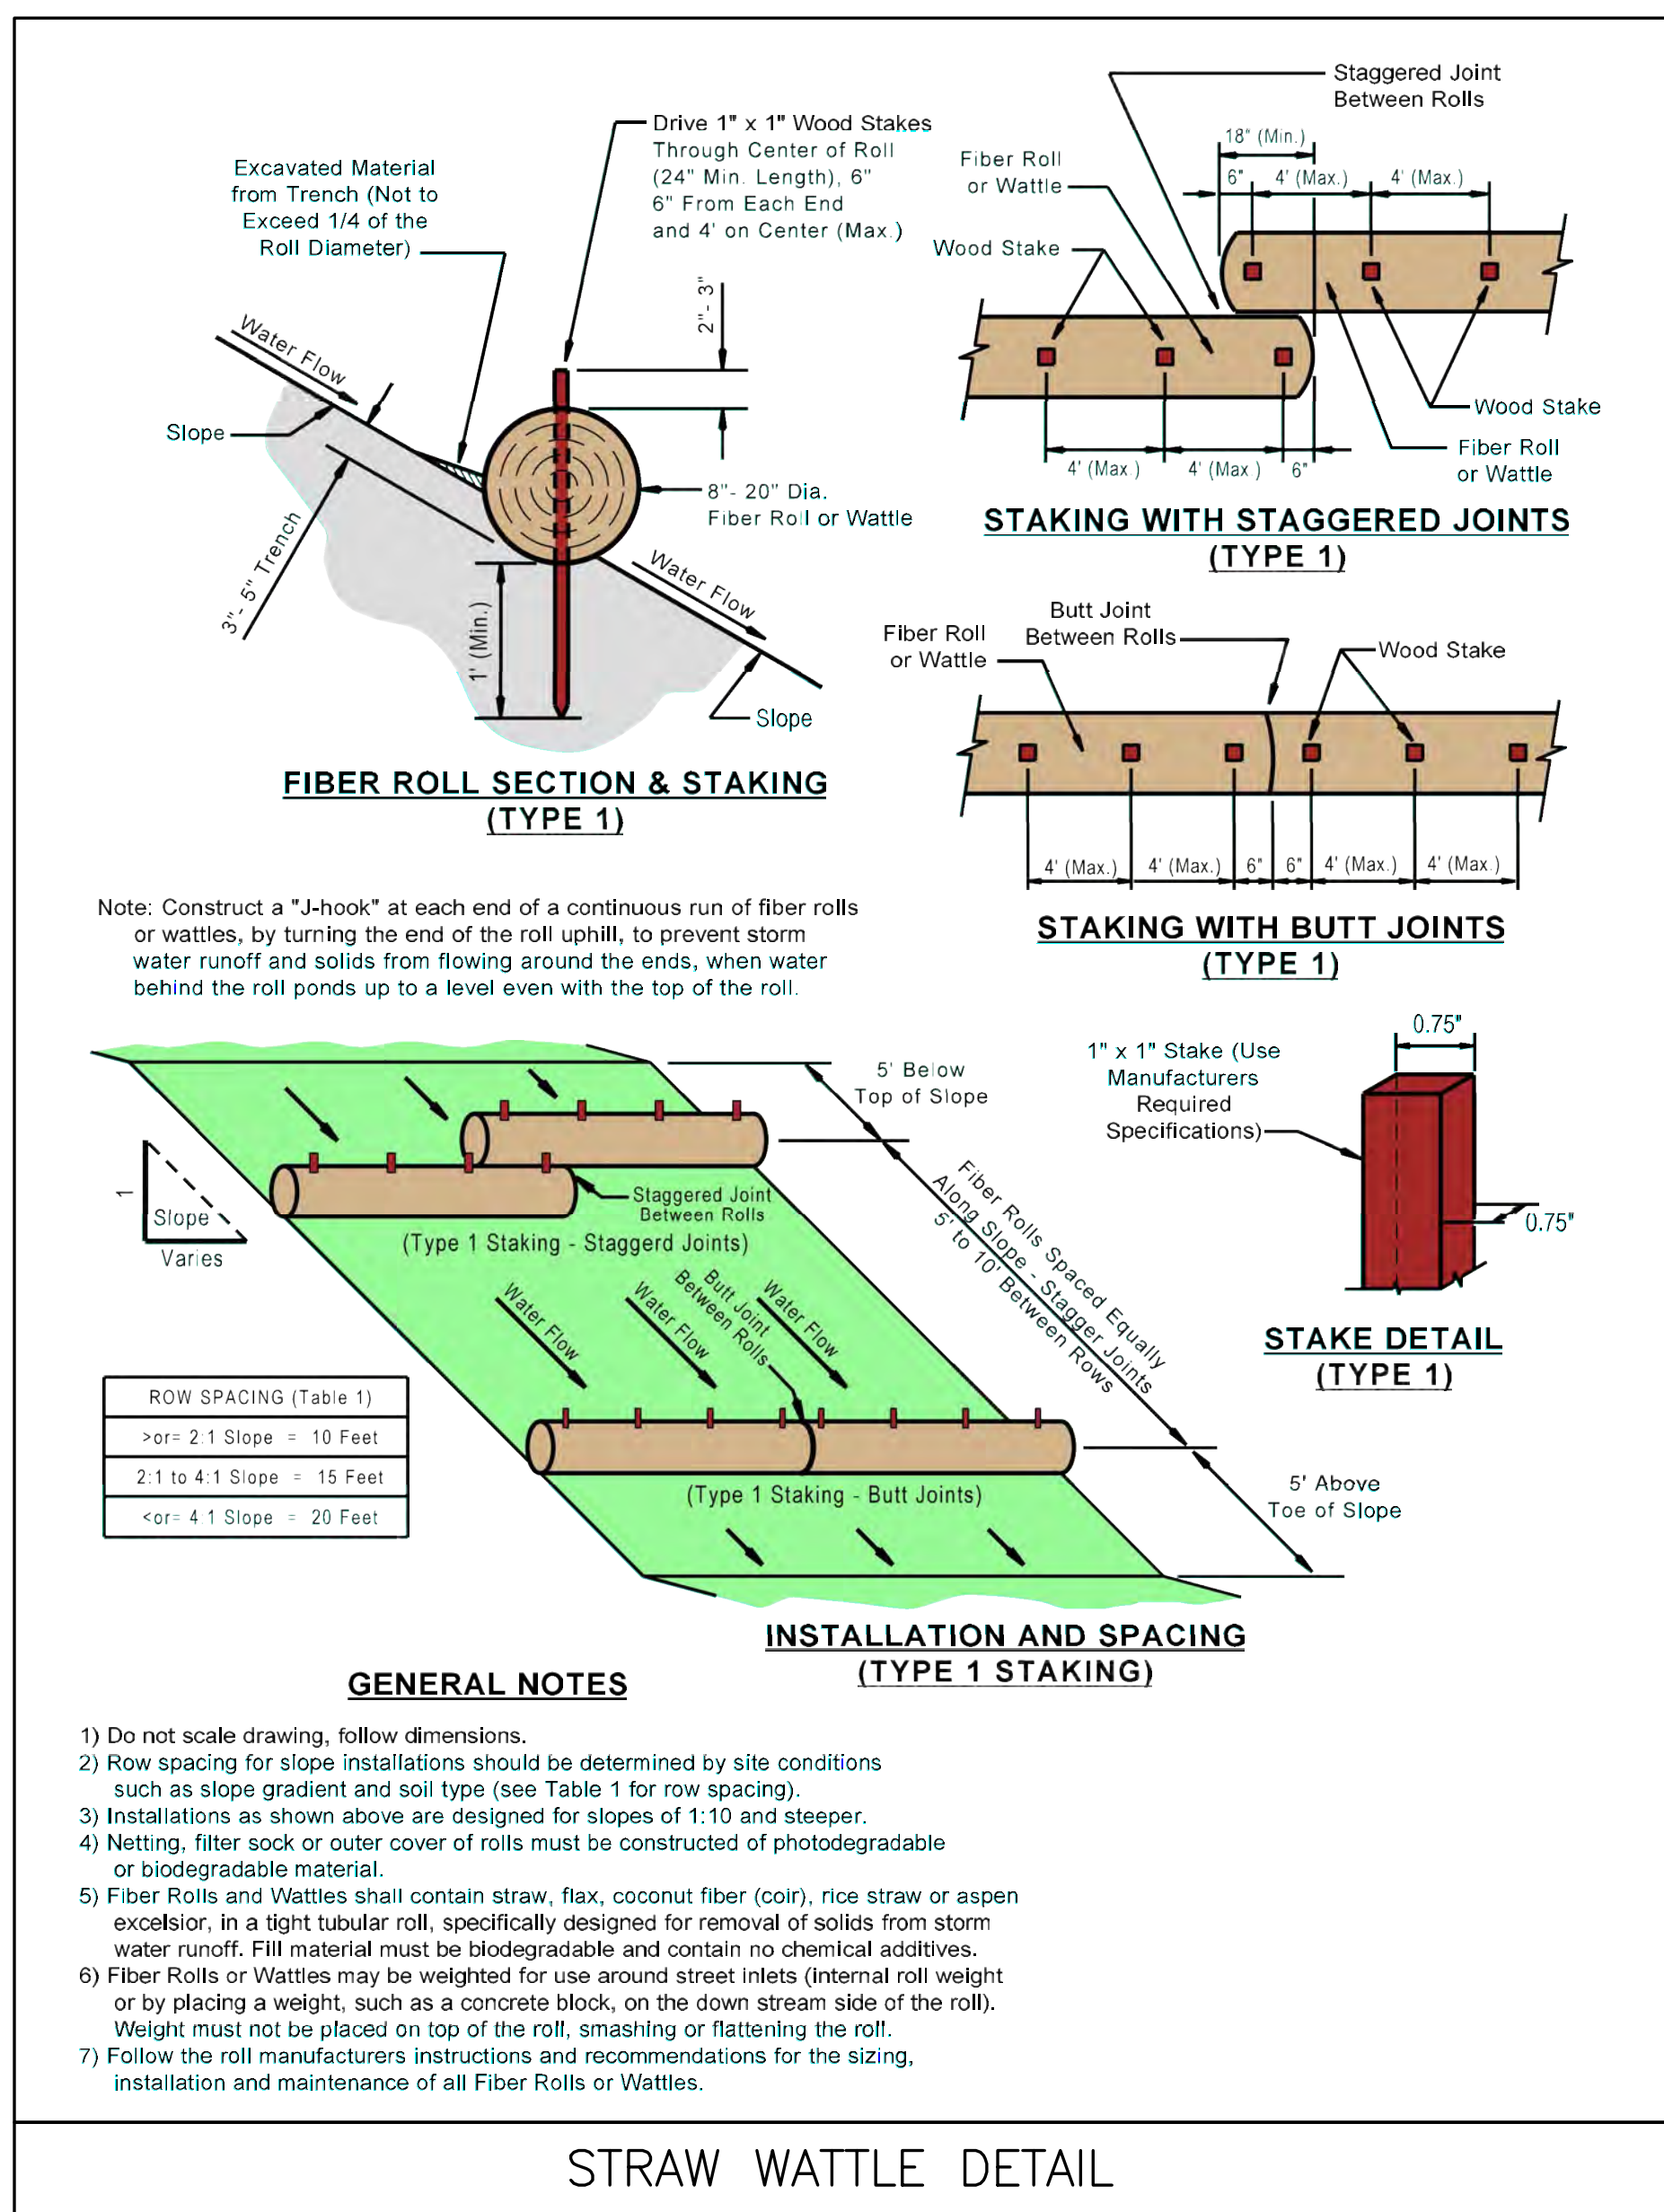 Excavated Material
from Trench (Not to
Exceed 1/4 of the
Roll Diameter)
Drive 1" x 1" Wood Stakes
Through Center of Roll
(24" Min. Length), 6"
6" From Each End
and 4' on Center (Max.)
2"- 3"
Water Flow
Slope
3"- 5" Trench
1' (Min.)
8"- 20" Dia.
Fiber Roll or Wattle
Water Flow
Slope
FIBER ROLL SECTION & STAKING
(TYPE 1)
Staggered Joint
Between Rolls
18" (Min.)
6"
4' (Max.)
4' (Max.)
Fiber Roll
or Wattle
Wood Stake
Wood Stake
Fiber Roll
or Wattle
4' (Max.)
4' (Max.)
6"
STAKING WITH STAGGERED JOINTS
(TYPE 1)
Butt Joint
Between Rolls
Fiber Roll
or Wattle
Wood Stake
4' (Max.)
4' (Max.)
6"
6"
4' (Max.)
4' (Max.)
STAKING WITH BUTT JOINTS
(TYPE 1)
Note: Construct a "J-hook" at each end of a continuous run of fiber rolls
or wattles, by turning the end of the roll uphill, to prevent storm
water runoff and solids from flowing around the ends, when water
behind the roll ponds up to a level even with the top of the roll.
1" x 1" Stake (Use
Manufacturers
Required
Specifications)
0.75"
0.75"
STAKE DETAIL
(TYPE 1)
5' Below
Top of Slope
1
Slope
Varies
Staggered Joint
Between Rolls
(Type 1 Staking - Staggerd Joints)
Fiber Rolls Spaced Equally
Along Slope - Stagger Joints
5' to 10' Between Rows
Water Flow
Water Flow
Butt Joint
Between Rolls
Water Flow
(Type 1 Staking - Butt Joints)
5' Above
Toe of Slope
ROW SPACING (Table 1)
>or= 2:1 Slope = 10 Feet
2:1 to 4:1 Slope = 15 Feet
<or= 4:1 Slope = 20 Feet
INSTALLATION AND SPACING
(TYPE 1 STAKING)
GENERAL NOTES
1) Do not scale drawing, follow dimensions.
2) Row spacing for slope installations should be determined by site conditions
such as slope gradient and soil type (see Table 1 for row spacing).
3) Installations as shown above are designed for slopes of 1:10 and steeper.
4) Netting, filter sock or outer cover of rolls must be constructed of photodegradable
or biodegradable material.
5) Fiber Rolls and Wattles shall contain straw, flax, coconut fiber (coir), rice straw or aspen
excelsior, in a tight tubular roll, specifically designed for removal of solids from storm
water runoff. Fill material must be biodegradable and contain no chemical additives.
6) Fiber Rolls or Wattles may be weighted for use around street inlets (internal roll weight
or by placing a weight, such as a concrete block, on the down stream side of the roll).
Weight must not be placed on top of the roll, smashing or flattening the roll.
7) Follow the roll manufacturers instructions and recommendations for the sizing,
installation and maintenance of all Fiber Rolls or Wattles.
STRAW WATTLE DETAIL